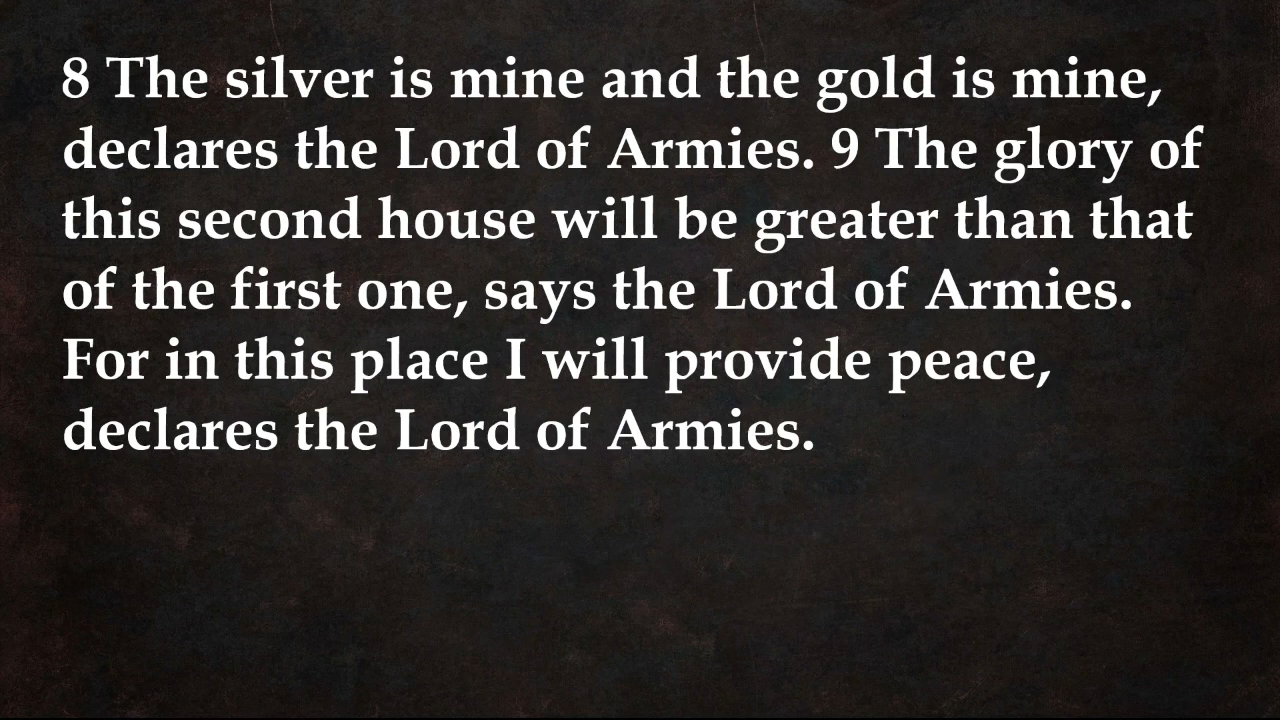 8 The silver is mine and the gold is mine,
declares the Lord of Armies. 9 The glory of
this second house will be greater than that
of the first one, says the Lord of Armies.
For in this place I will provide peace,
declares the Lord of Armies.